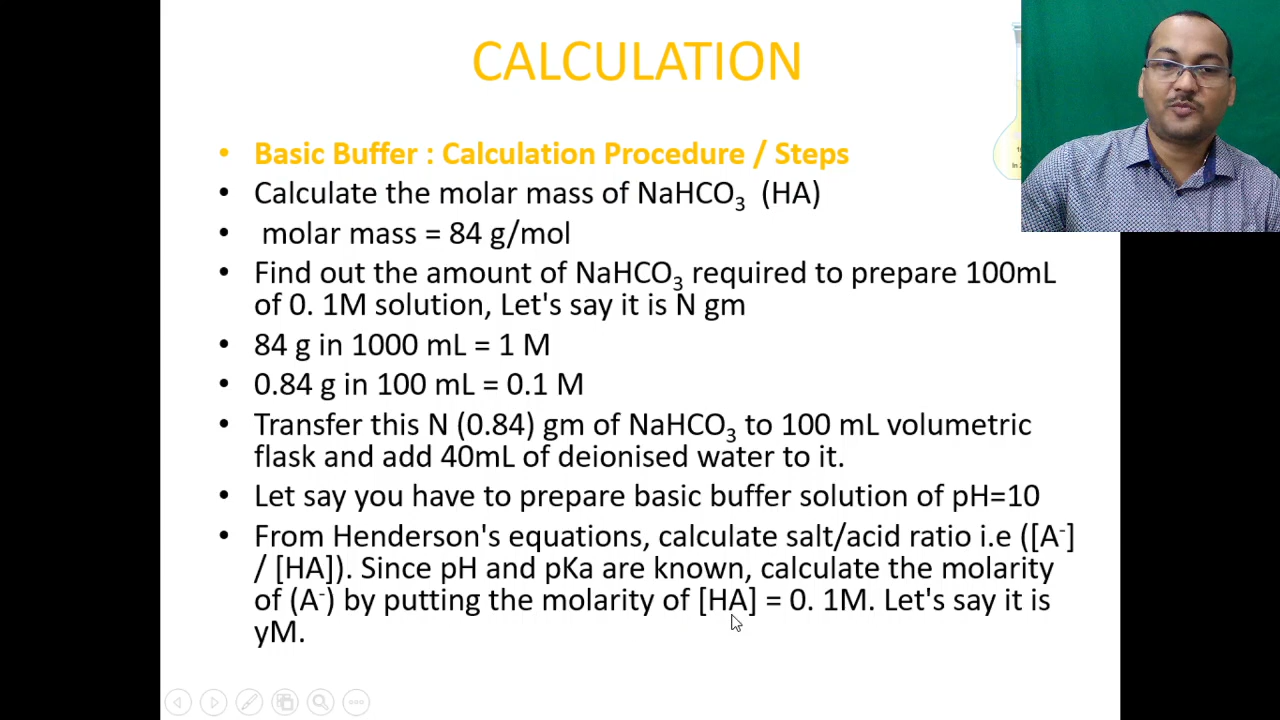 CALCULATION
• Basic Buffer : Calculation Procedure / Steps
• Calculate the molar mass of NaHCO₃ (HA)
• molar mass = 84 g/mol
• Find out the amount of NaHCO₃ required to prepare 100mL
of 0. 1M solution, Let's say it is N gm
• 84 g in 1000 mL = 1 M
• 0.84 g in 100 mL = 0.1 M
• Transfer this N (0.84) gm of NaHCO₃ to 100 mL volumetric
flask and add 40mL of deionised water to it.
• Let say you have to prepare basic buffer solution of pH=10
• From Henderson's equations, calculate salt/acid ratio i.e ([A⁻]
/ [HA]). Since pH and pKa are known, calculate the molarity
of (A⁻) by putting the molarity of [HA] = 0. 1M. Let's say it is
yM.